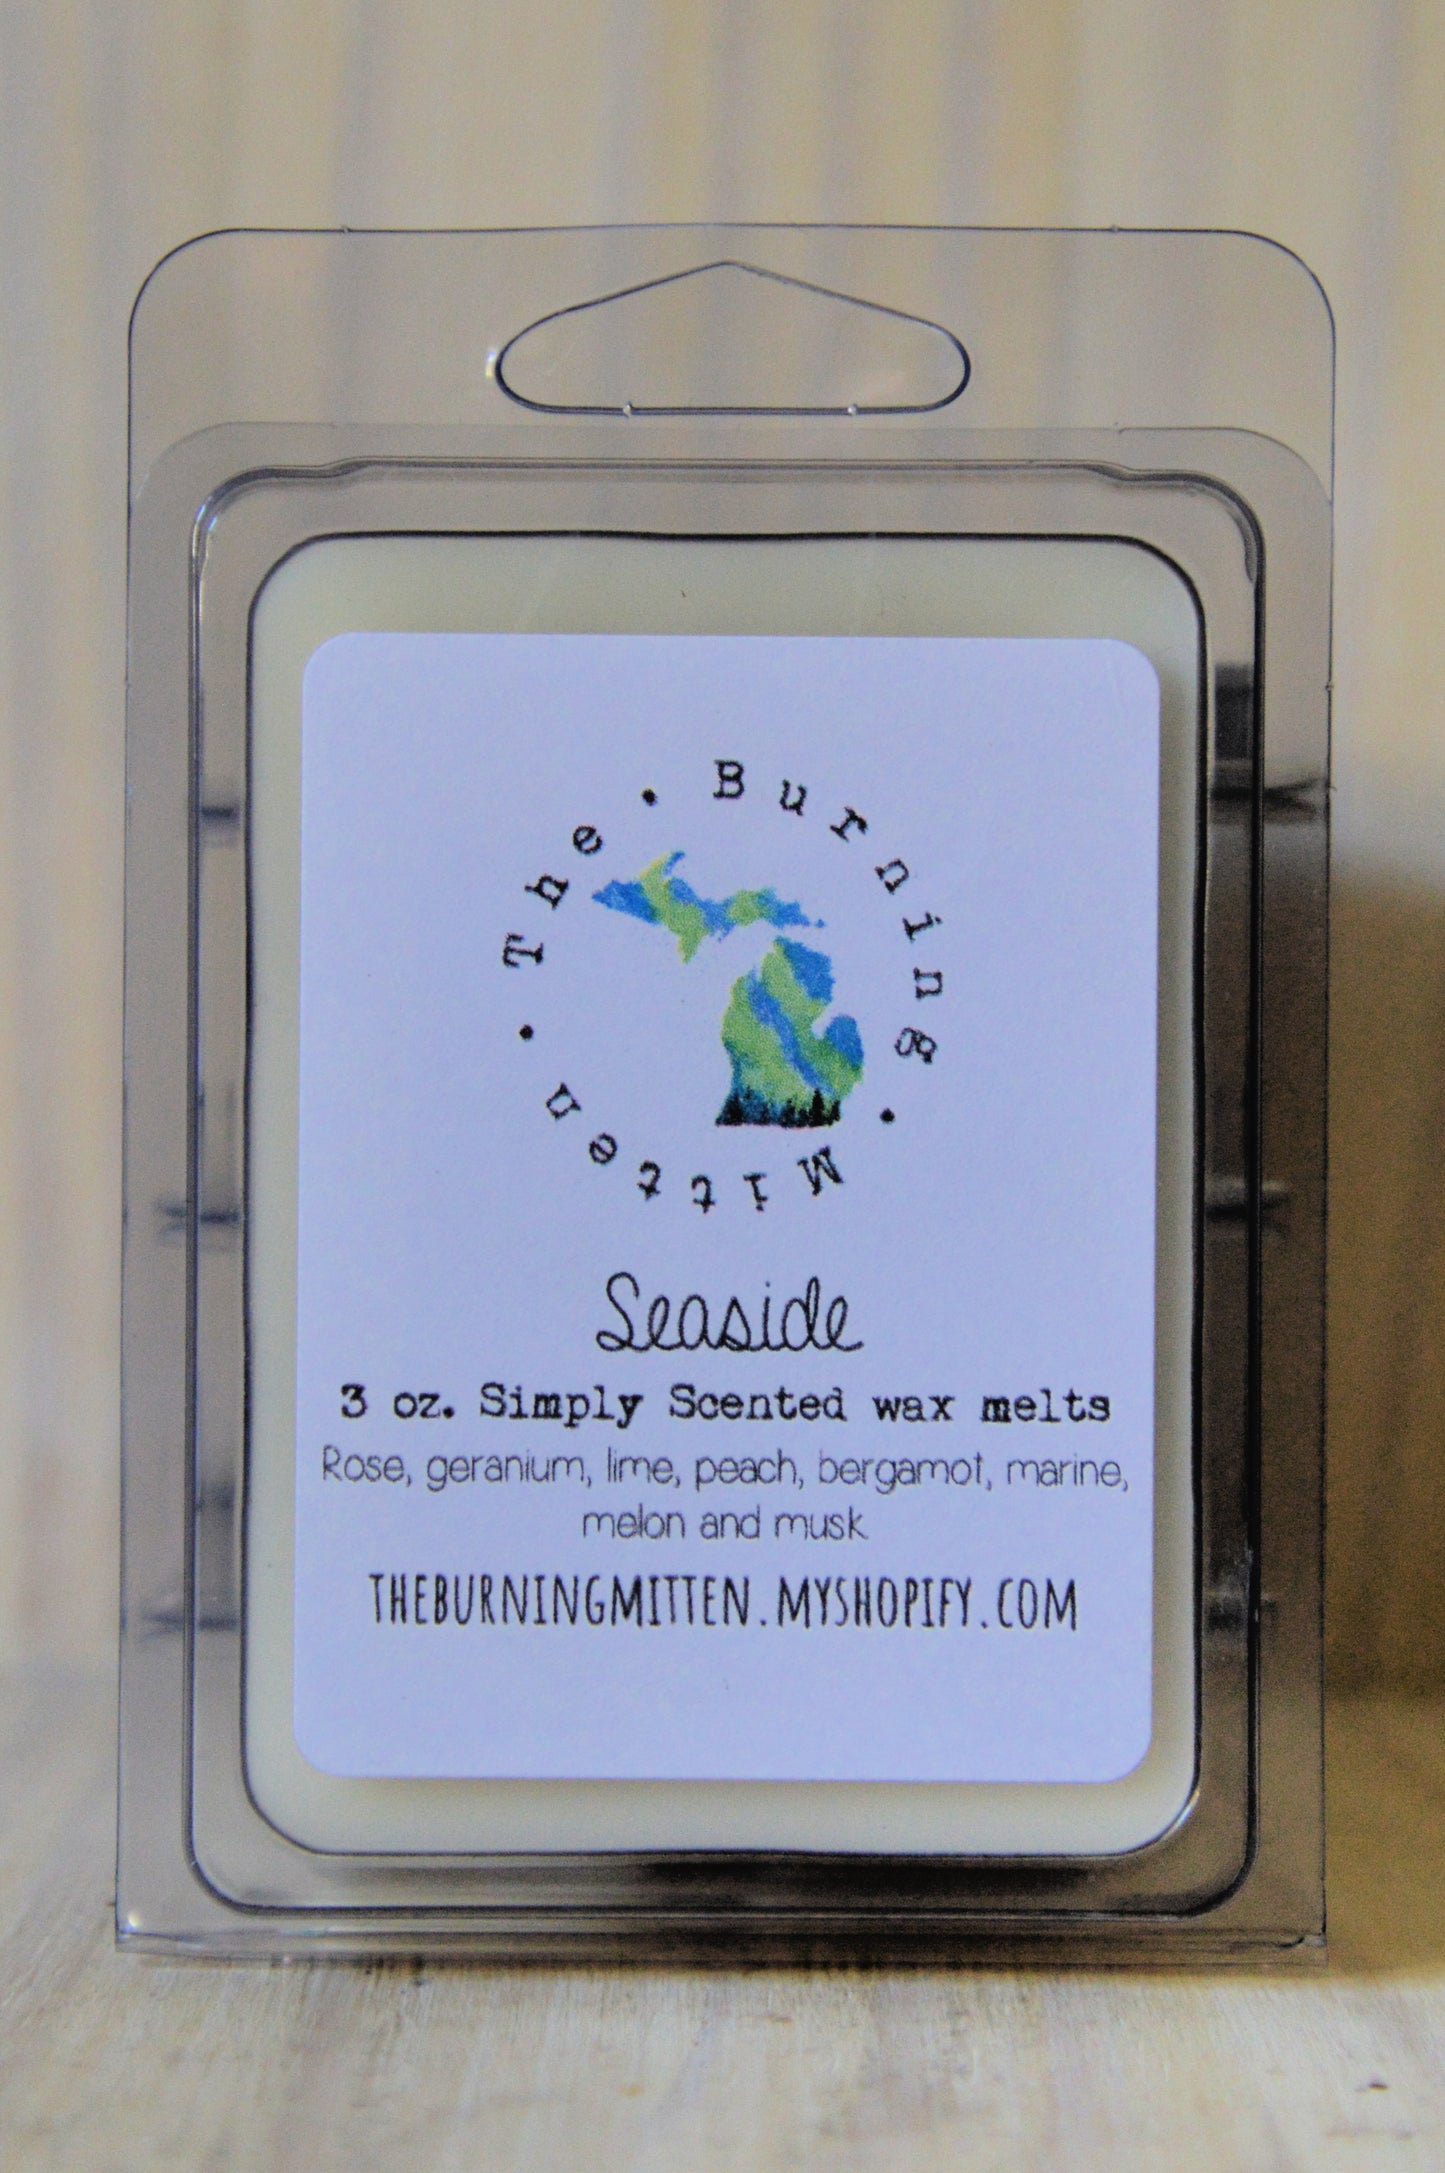 The • Burning • Mitten •
Seaside
3 oz. Simply Scented wax melts
Rose, geranium, lime, peach, bergamot, marine,
melon and musk
THEBURNINGMITTEN.MYSHOPIFY.COM